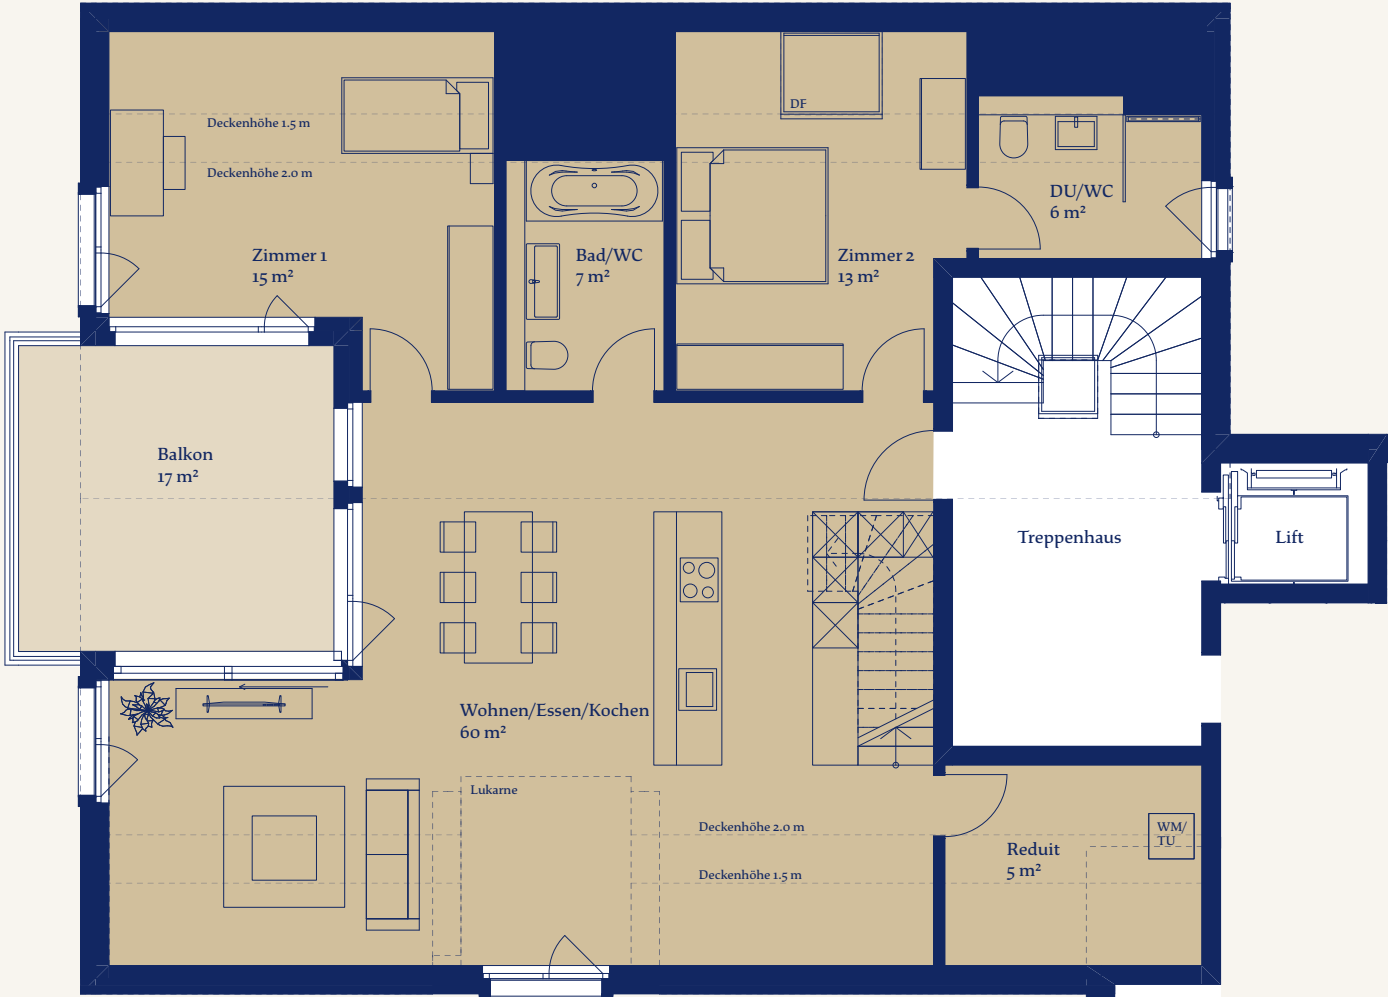 DF
Deckenhöhe 1.5 m
Deckenhöhe 2.0 m
DU/WC
6 m²
Zimmer 1
15 m²
Bad/WC
7 m²
Zimmer 2
13 m²
Balkon
17 m²
Treppenhaus
Lift
Wohnen/Essen/Kochen
60 m²
Lukarne
Deckenhöhe 2.0 m
WM/
TU
Reduit
5 m²
Deckenhöhe 1.5 m